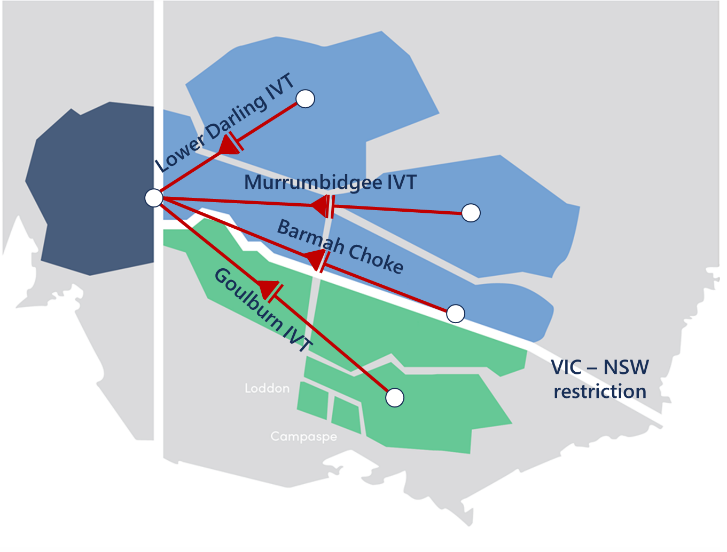 Lower Darling IVT
Murrumbidgee IVT
Barmah Choke
Goulburn IVT
VIC – NSW
restriction
Loddon
Campaspe